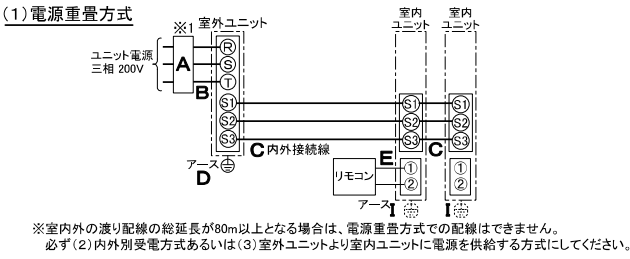 (1)電源重畳方式
※1
室外ユニット
室内
ユニット
室内
ユニット
ユニット電源
三相 200V
A
B
R
S
T
S1
S2
S3
S1
S2
S3
S1
S2
S3
C 内外接続線
C
アース
D
リモコン
E
①
②
①
②
アース I
I
※室内外の渡り配線の総延長が80m以上となる場合は、電源重畳方式での配線はできません。
必ず(2)内外別受電方式あるいは(3)室外ユニットより室内ユニットに電源を供給する方式にしてください。